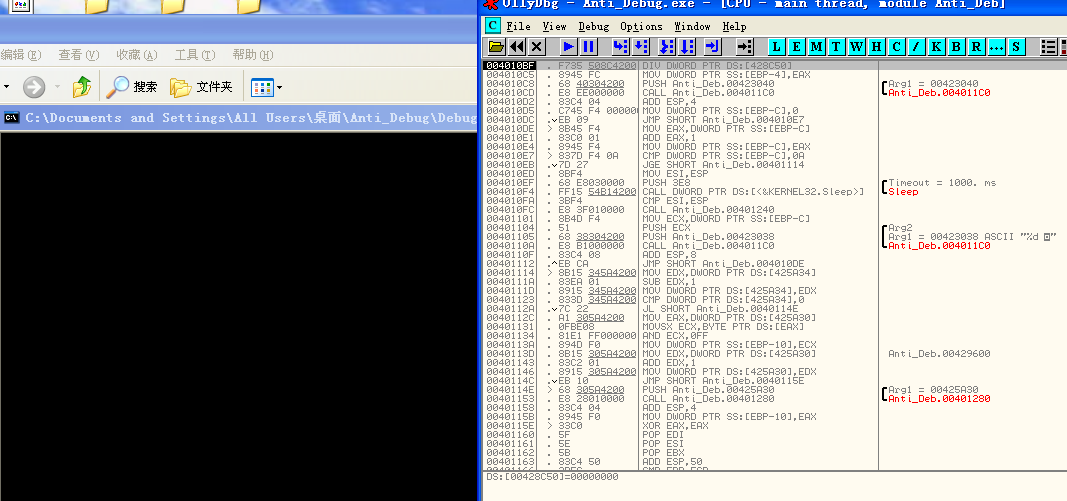 OllyDbg - Anti_Debug.exe - [CPU - main thread, module Anti_Deb]
C File View Debug Options Window Help
L E M T W H C / K B R ... S
编辑(E) 查看(V) 收藏(A) 工具(T) 帮助(H)
搜索 文件夹
C:\Documents and Settings\All Users\桌面\Anti_Debug\Debug
004010BF . F735 508C4200 DIV DWORD PTR DS:[428C50]
004010C5 . 8945 FC MOV DWORD PTR SS:[EBP-4],EAX
004010C8 . 68 40304200 PUSH Anti_Deb.00423040 Arg1 = 00423040
004010CD . E8 EE000000 CALL Anti_Deb.004011C0 Anti_Deb.004011C0
004010D2 . 83C4 04 ADD ESP,4
004010D5 . C745 F4 000000 MOV DWORD PTR SS:[EBP-C],0
004010DC . EB 09 JMP SHORT Anti_Deb.004010E7
004010DE > 8B45 F4 MOV EAX,DWORD PTR SS:[EBP-C]
004010E1 . 83C0 01 ADD EAX,1
004010E4 . 8945 F4 MOV DWORD PTR SS:[EBP-C],EAX
004010E7 > 837D F4 0A CMP DWORD PTR SS:[EBP-C],0A
004010EB . 7D 27 JGE SHORT Anti_Deb.00401114
004010ED . 8BF4 MOV ESI,ESP
004010EF . 68 E8030000 PUSH 3E8 Timeout = 1000. ms
004010F4 . FF15 54B14200 CALL DWORD PTR DS:[<&KERNEL32.Sleep>] Sleep
004010FA . 3BF4 CMP ESI,ESP
004010FC . E8 3F010000 CALL Anti_Deb.00401240
00401101 . 8B4D F4 MOV ECX,DWORD PTR SS:[EBP-C]
00401104 . 51 PUSH ECX Arg2
00401105 . 68 38304200 PUSH Anti_Deb.00423038 Arg1 = 00423038 ASCII "%d
0040110A . E8 B1000000 CALL Anti_Deb.004011C0 Anti_Deb.004011C0
0040110F . 83C4 08 ADD ESP,8
00401112 .^EB CA JMP SHORT Anti_Deb.004010DE
00401114 > 8B15 345A4200 MOV EDX,DWORD PTR DS:[425A34]
0040111A . 83EA 01 SUB EDX,1
0040111D . 8915 345A4200 MOV DWORD PTR DS:[425A34],EDX
00401123 . 833D 345A4200 CMP DWORD PTR DS:[425A34],0
0040112A . 7C 22 JL SHORT Anti_Deb.0040114E
0040112C . A1 305A4200 MOV EAX,DWORD PTR DS:[425A30]
00401131 . 0FBE08 MOVSX ECX,BYTE PTR DS:[EAX]
00401134 . 81E1 FF000000 AND ECX,0FF
0040113A . 894D F0 MOV DWORD PTR SS:[EBP-10],ECX
0040113D . 8B15 305A4200 MOV EDX,DWORD PTR DS:[425A30] Anti_Deb.00429600
00401143 . 83C2 01 ADD EDX,1
00401146 . 8915 305A4200 MOV DWORD PTR DS:[425A30],EDX
0040114C . EB 10 JMP SHORT Anti_Deb.0040115E
0040114E > 68 305A4200 PUSH Anti_Deb.00425A30 Arg1 = 00425A30
00401153 . E8 28010000 CALL Anti_Deb.00401280 Anti_Deb.00401280
00401158 . 83C4 04 ADD ESP,4
0040115B . 8945 F0 MOV DWORD PTR SS:[EBP-10],EAX
0040115E > 33C0 XOR EAX,EAX
00401160 . 5F POP EDI
00401161 . 5E POP ESI
00401162 . 5B POP EBX
00401163 . 83C4 50 ADD ESP,50
DS:[00428C50]=00000000